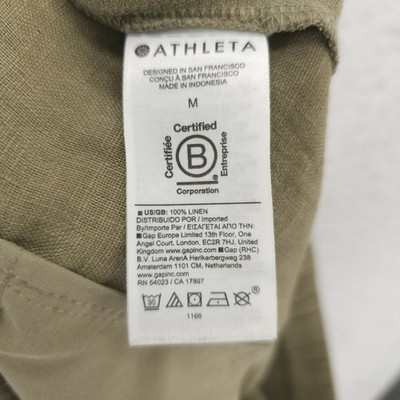 ATHLETA
DESIGNED IN SAN FRANCISCO
CONÇU À SAN FRANCISCO
MADE IN INDONESIA
M
Certified
Certifiée
B
Entreprise
®
Corporation
US/GB: 100% LINEN
DISTRIBUIDO POR / imported
By/Importe Par / ΕΙΣΑΓΕΤΑΙ ΑΠΟ ΤΗΝ:
Gap Europe Limited 13th Floor, One
Angel Court, London, EC2R 7HJ, United
Kingdom www.gapinc.com Gap (RHC)
B.V. Luna ArenA Herikerbergweg 238
Amsterdam 1101 CM, Netherlands
www.gapinc.com
RN 54023 / CA 17897
30
®
1166